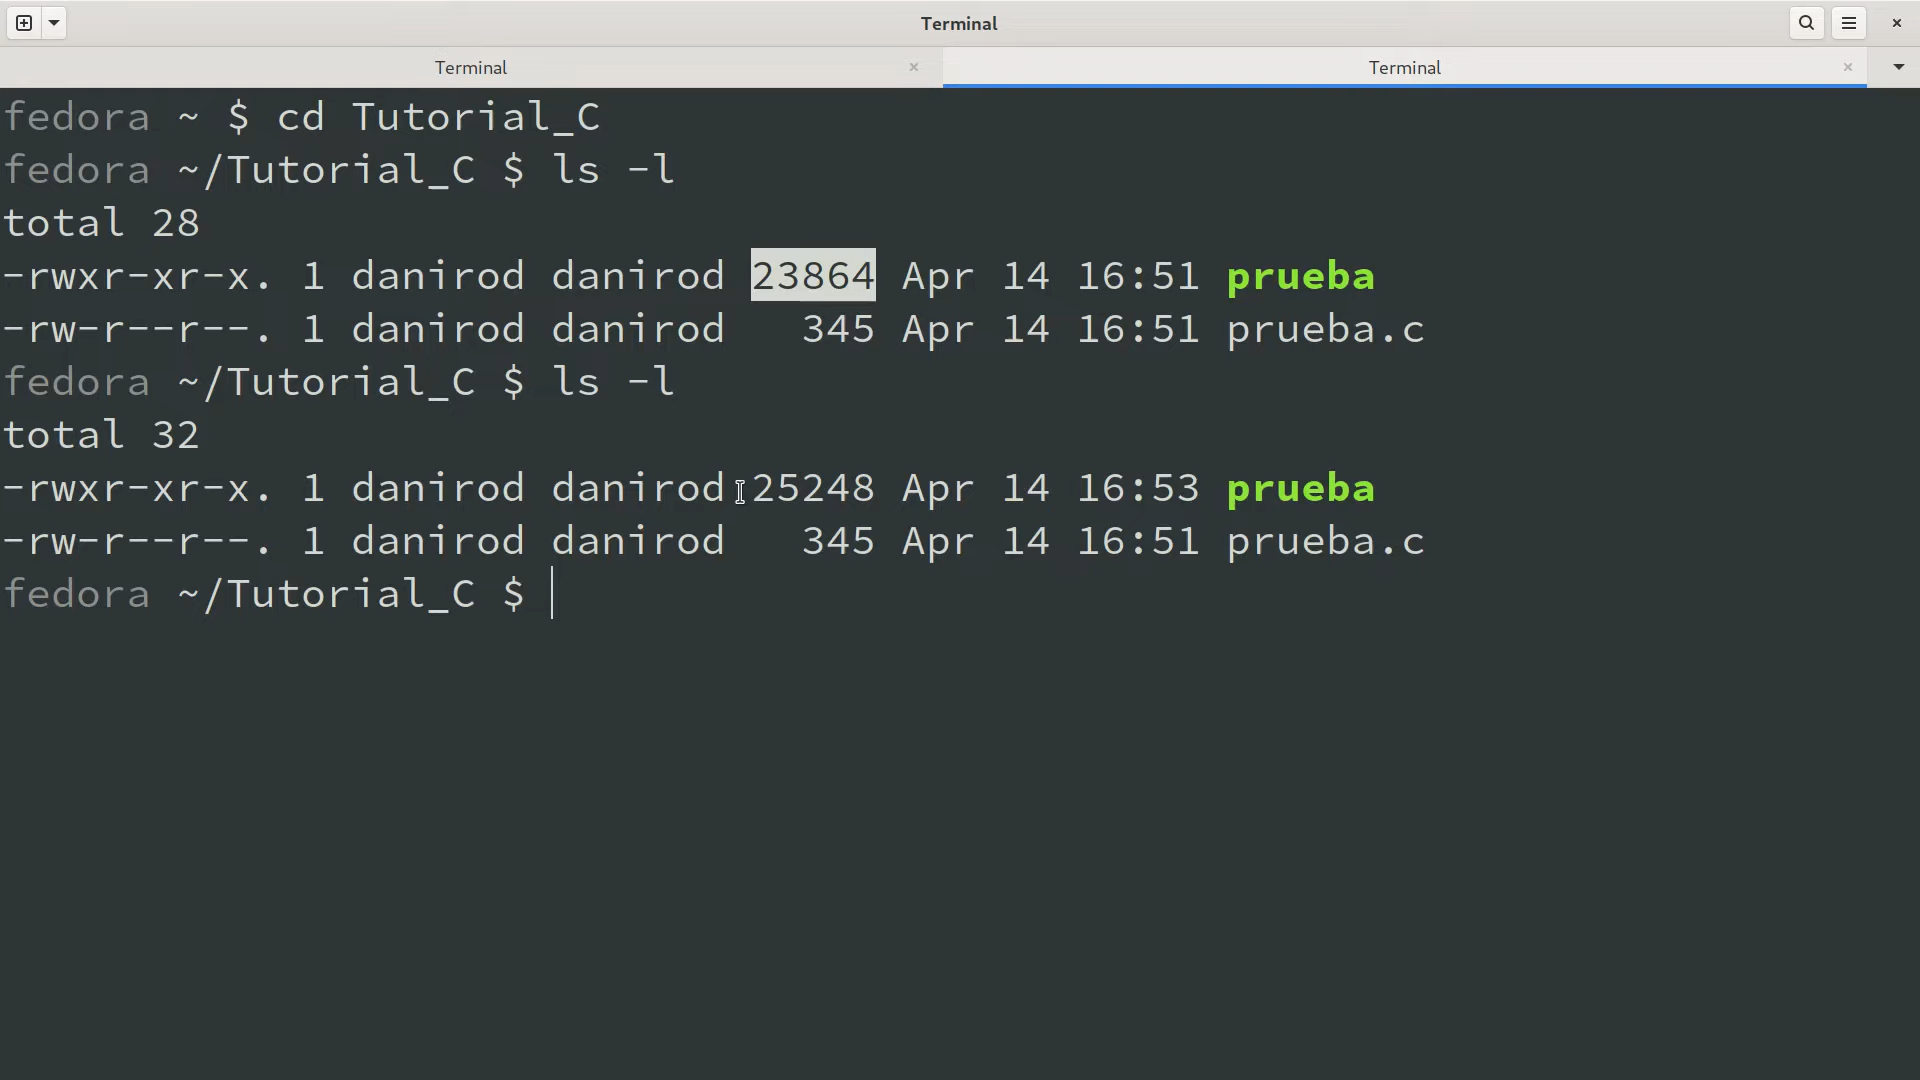 Terminal
Terminal
Terminal
fedora ~ $ cd Tutorial_C
fedora ~/Tutorial_C $ ls -l
total 28
-rwxr-xr-x. 1 danirod danirod 23864 Apr 14 16:51 prueba
-rw-r--r--. 1 danirod danirod   345 Apr 14 16:51 prueba.c
fedora ~/Tutorial_C $ ls -l
total 32
-rwxr-xr-x. 1 danirod danirod 25248 Apr 14 16:53 prueba
-rw-r--r--. 1 danirod danirod   345 Apr 14 16:51 prueba.c
fedora ~/Tutorial_C $